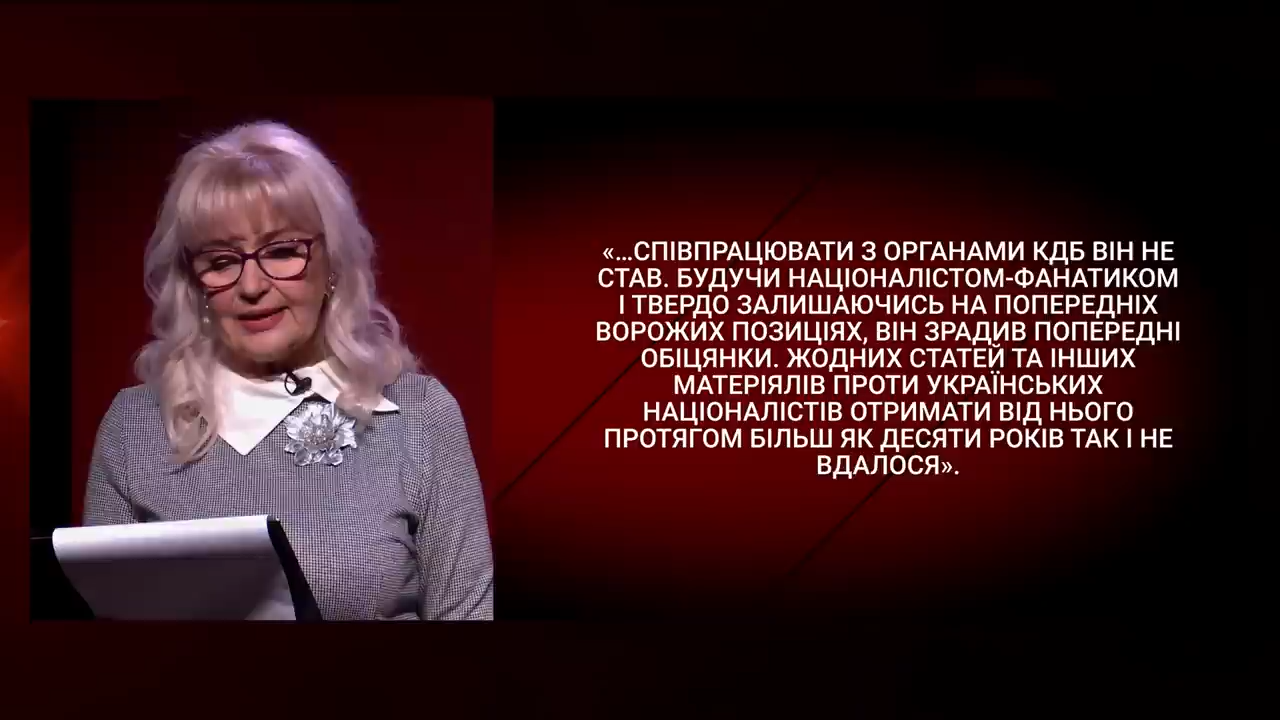 «…СПІВПРАЦЮВАТИ З ОРГАНАМИ КДБ ВІН НЕ
СТАВ. БУДУЧИ НАЦІОНАЛІСТОМ-ФАНАТИКОМ
І ТВЕРДО ЗАЛИШАЮЧИСЬ НА ПОПЕРЕДНІХ
ВОРОЖИХ ПОЗИЦІЯХ, ВІН ЗРАДИВ ПОПЕРЕДНІ
ОБІЦЯНКИ. ЖОДНИХ СТАТЕЙ ТА ІНШИХ
МАТЕРІЯЛІВ ПРОТИ УКРАЇНСЬКИХ
НАЦІОНАЛІСТІВ ОТРИМАТИ ВІД НЬОГО
ПРОТЯГОМ БІЛЬШ ЯК ДЕСЯТИ РОКІВ ТАК І НЕ
ВДАЛОСЯ».